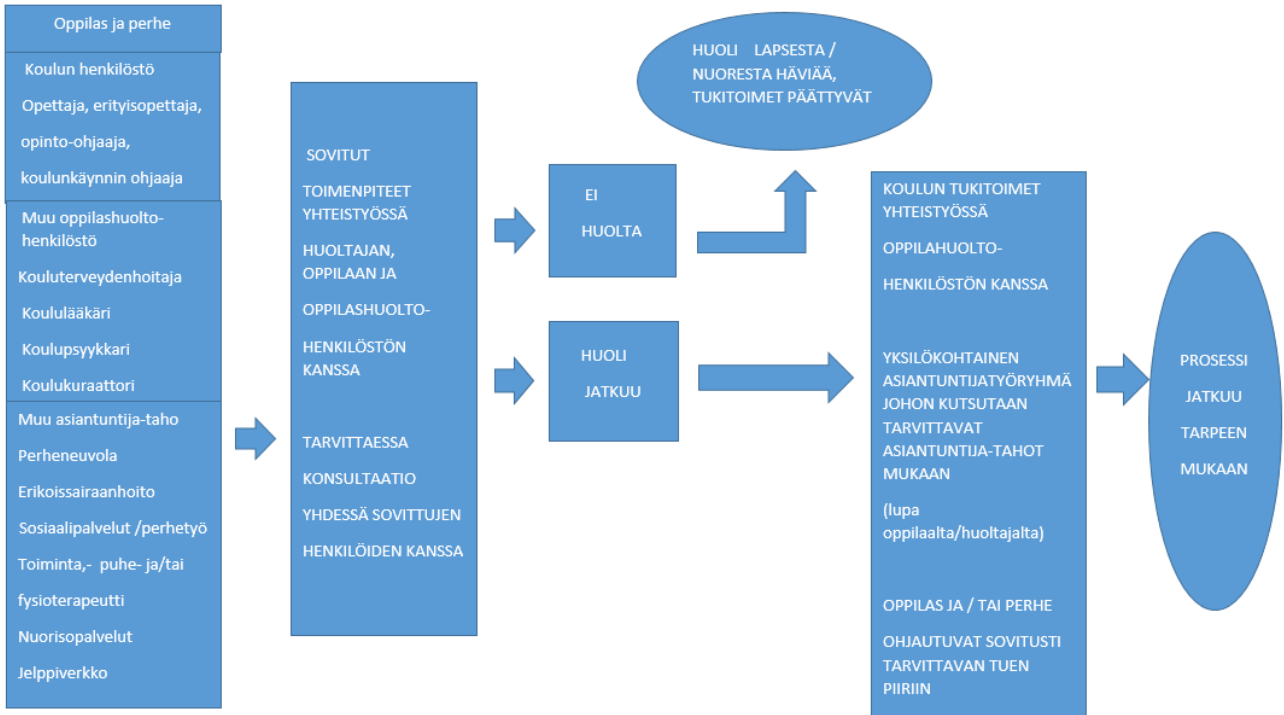 Oppilas ja perhe
Koulun henkilöstö
Opettaja, erityisopettaja,
opinto-ohjaaja,
koulunkäynnin ohjaaja
Muu oppilashuolto-
henkilöstö
Kouluterveydenhoitaja
Koululääkäri
Koulupsyykkari
Koulukuraattori
Muu asiantuntija-taho
Perheneuvola
Erikoissairaanhoito
Sosiaalipalvelut /perhetyö
Toiminta,- puhe- ja/tai
fysioterapeutti
Nuorisopalvelut
Jelppiverkko
SOVITUT
TOIMENPITEET
YHTEISTYÖSSÄ
HUOLTAJAN,
OPPILAAN JA
OPPILASHUOLTO-
HENKILÖSTÖN
KANSSA
TARVITTAESSA
KONSULTAATIO
YHDESSÄ SOVITTUJEN
HENKILÖIDEN KANSSA
EI
HUOLTA
HUOLI
JATKUU
HUOLI LAPSESTA /
NUORESTA HÄVIÄÄ,
TUKITOIMET PÄÄTTYVÄT
KOULUN TUKITOIMET
YHTEISTYÖSSÄ
OPPILAHUOLTO-
HENKILÖSTÖN KANSSA
YKSILÖKOHTAINEN
ASIANTUNTIJATYÖRYHMÄ
JOHON KUTSUTAAN
TARVITTAVAT
ASIANTUNTIJA-TAHOT
MUKAAN
(lupa
oppilaalta/huoltajalta)
OPPILAS JA / TAI PERHE
OHJAUTUVAT SOVITUSTI
TARVITTAVAN TUEN
PIIRIIN
PROSESSI
JATKUU
TARPEEN
MUKAAN